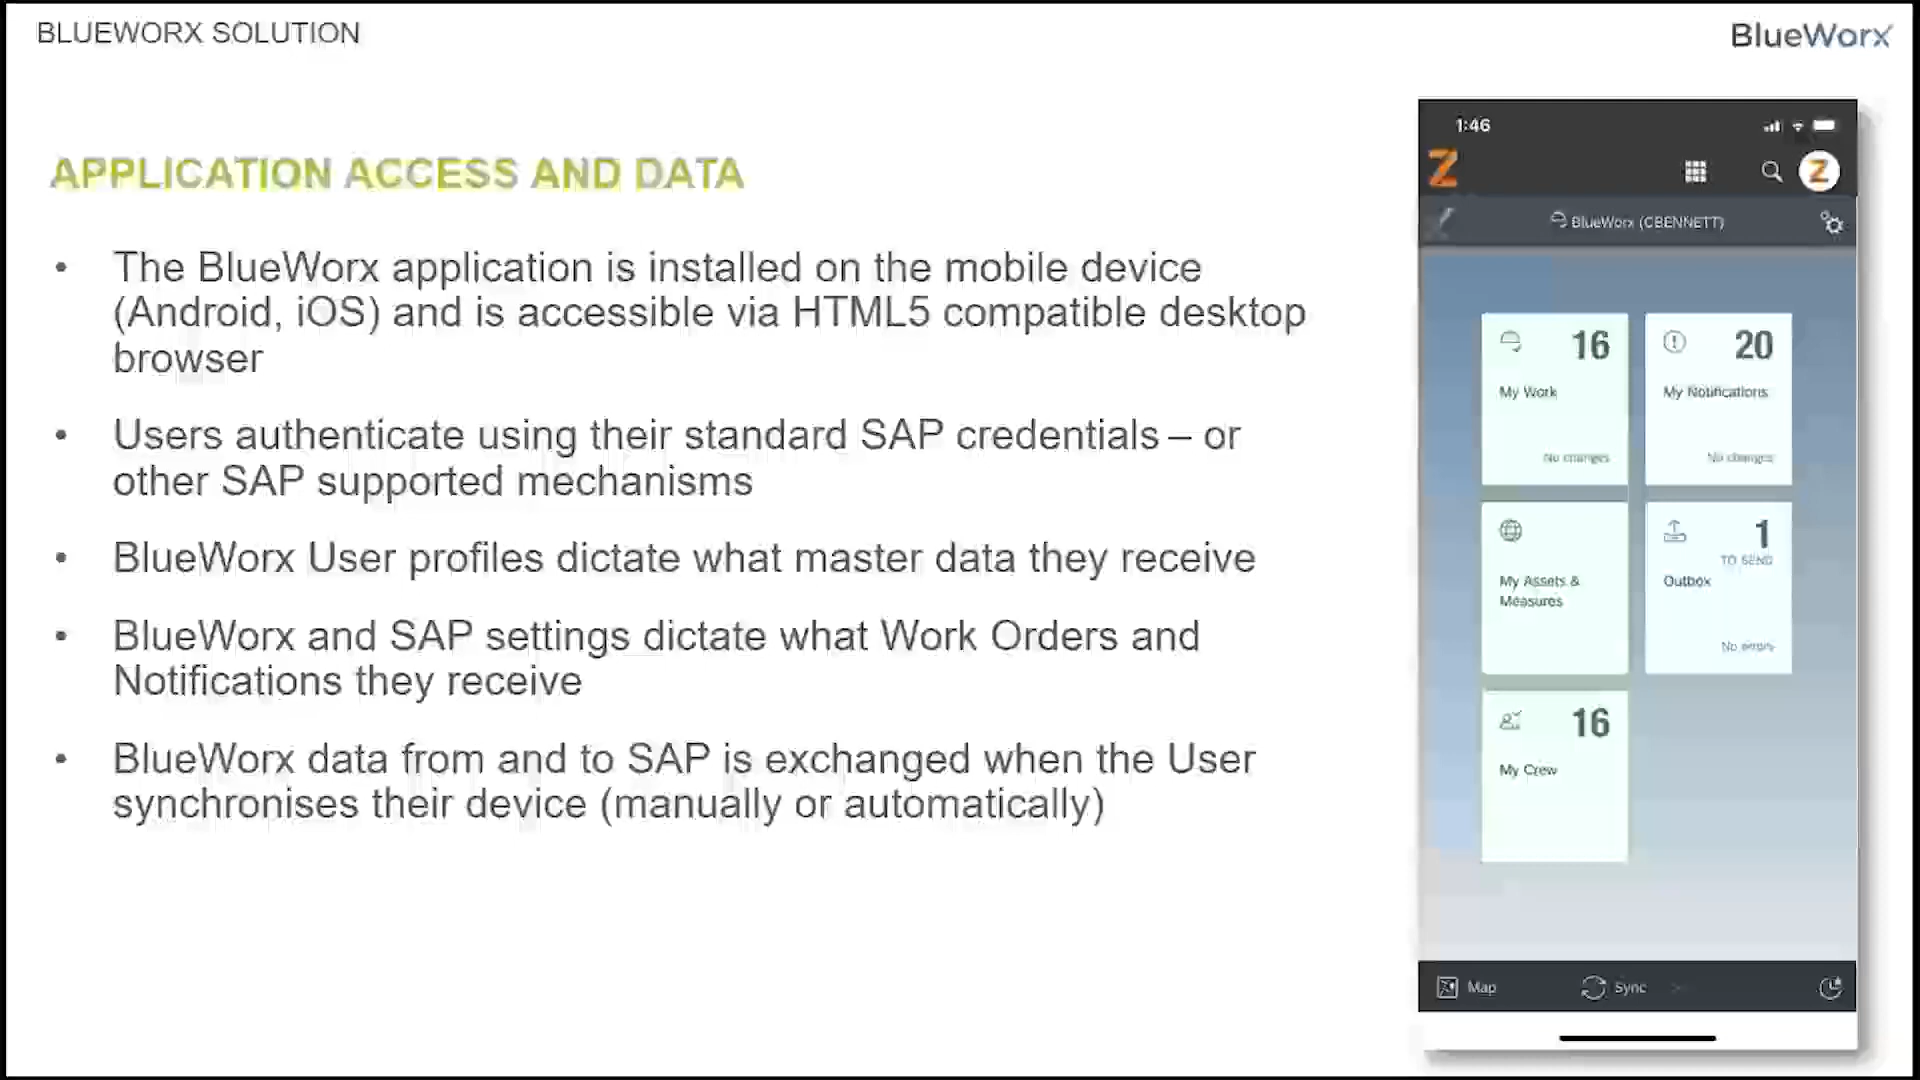 BLUEWORX SOLUTION
BlueWorx
APPLICATION ACCESS AND DATA
• The BlueWorx application is installed on the mobile device
(Android, iOS) and is accessible via HTML5 compatible desktop
browser
• Users authenticate using their standard SAP credentials – or
other SAP supported mechanisms
• BlueWorx User profiles dictate what master data they receive
• BlueWorx and SAP settings dictate what Work Orders and
Notifications they receive
• BlueWorx data from and to SAP is exchanged when the User
synchronises their device (manually or automatically)
1:46
Z
Z
BlueWorx (CBENNETT)
16
My Work
No changes
20
My Notifications
No changes
My Assets &
Measures
1
TO SEND
Outbox
No errors
16
My Crew
Map
Sync